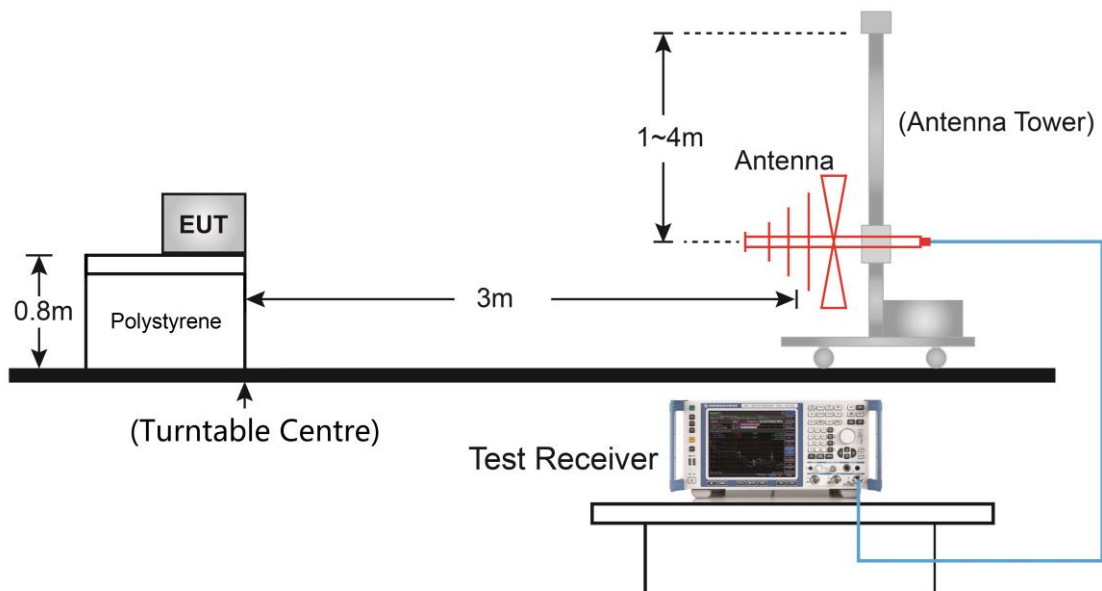 1~4m
(Antenna Tower)
Antenna
EUT
0.8m
Polystyrene
3m
(Turntable Centre)
Test Receiver